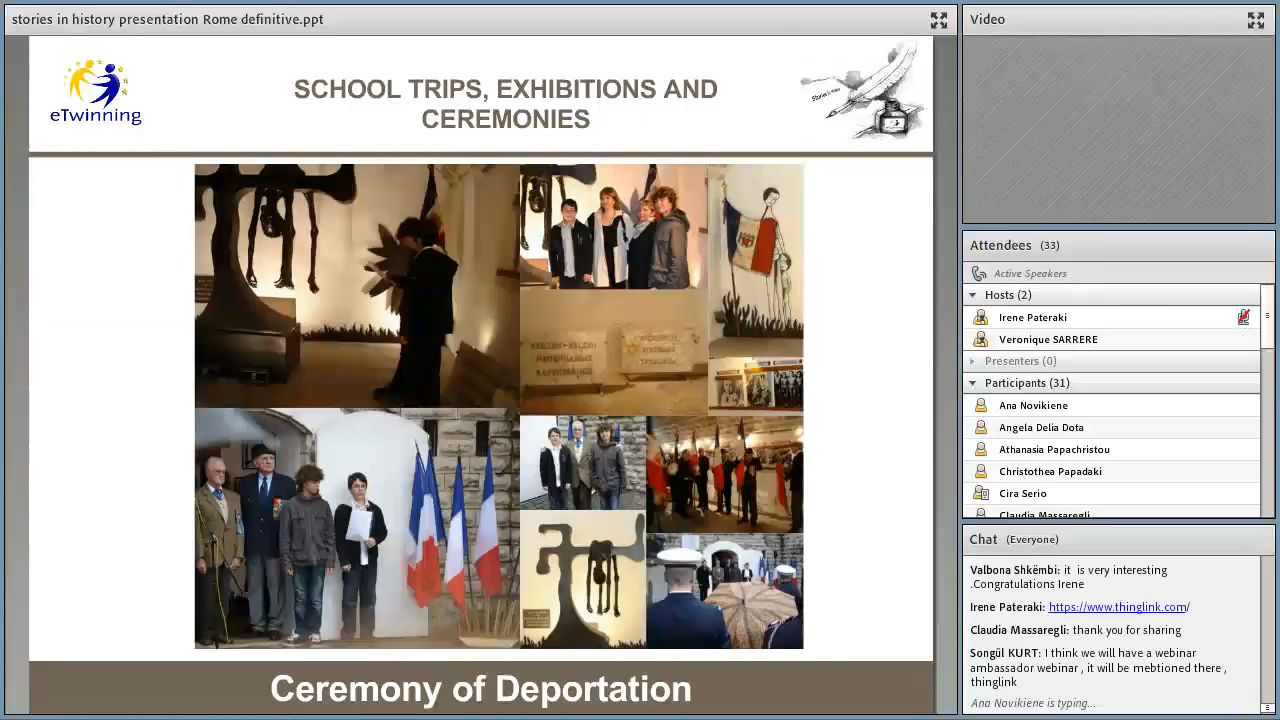 stories in history presentation Rome definitive.ppt
eTwinning
SCHOOL TRIPS, EXHIBITIONS AND
CEREMONIES
Ceremony of Deportation
Video
Attendees (33)
Active Speakers
Hosts (2)
Irene Pateraki
Veronique SARRERE
Presenters (0)
Participants (31)
Ana Novikiene
Angela Delia Dota
Athanasia Papachristou
Christothea Papadaki
Cira Serio
Claudia Massaregli
Chat (Everyone)
Valbona Shkëmbi: it is very interesting
.Congratulations Irene
Irene Pateraki: https://www.thinglink.com/
Claudia Massaregli: thank you for sharing
Songül KURT: I think we will have a webinar
ambassador webinar , it will be mebtioned there ,
thinglink
Ana Novikiene is typing...